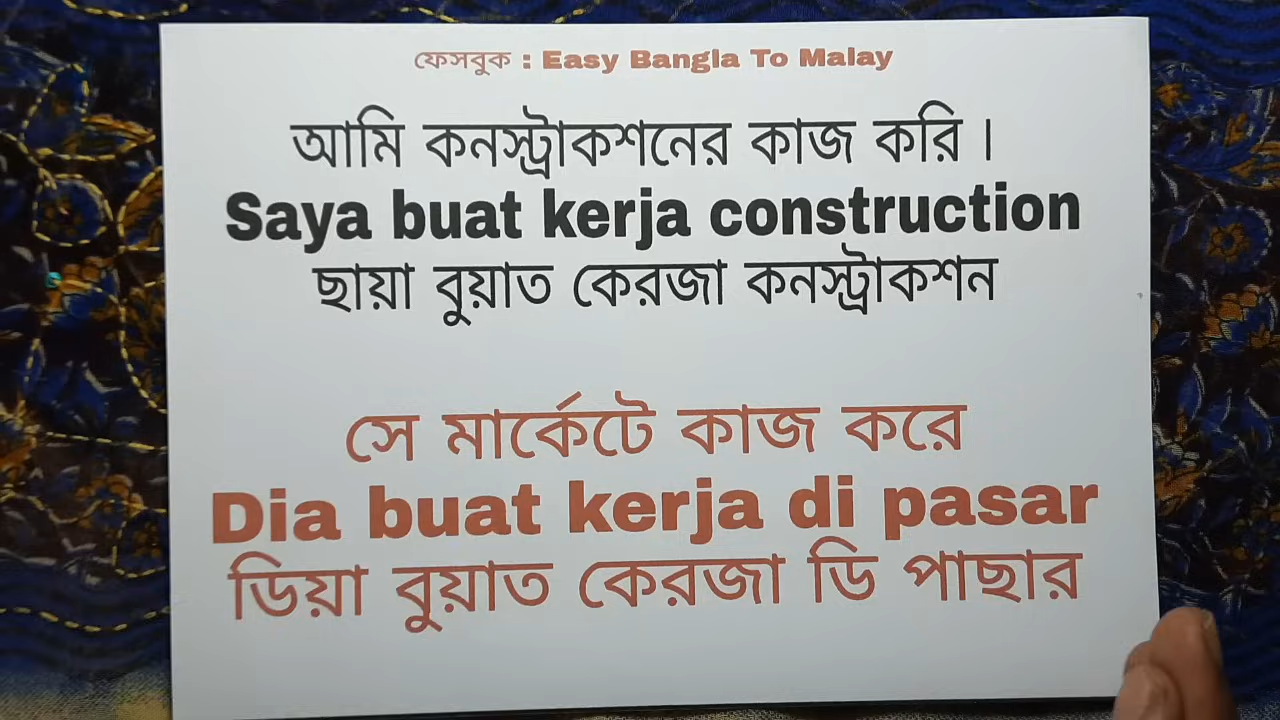 ফেসবুক : Easy Bangla To Malay
আমি কনস্ট্রাকশনের কাজ করি ।
Saya buat kerja construction
ছায়া বুয়াত কেরজা কনস্ট্রাকশন
সে মার্কেটে কাজ করে
Dia buat kerja di pasar
ডিয়া বুয়াত কেরজা ডি পাছার